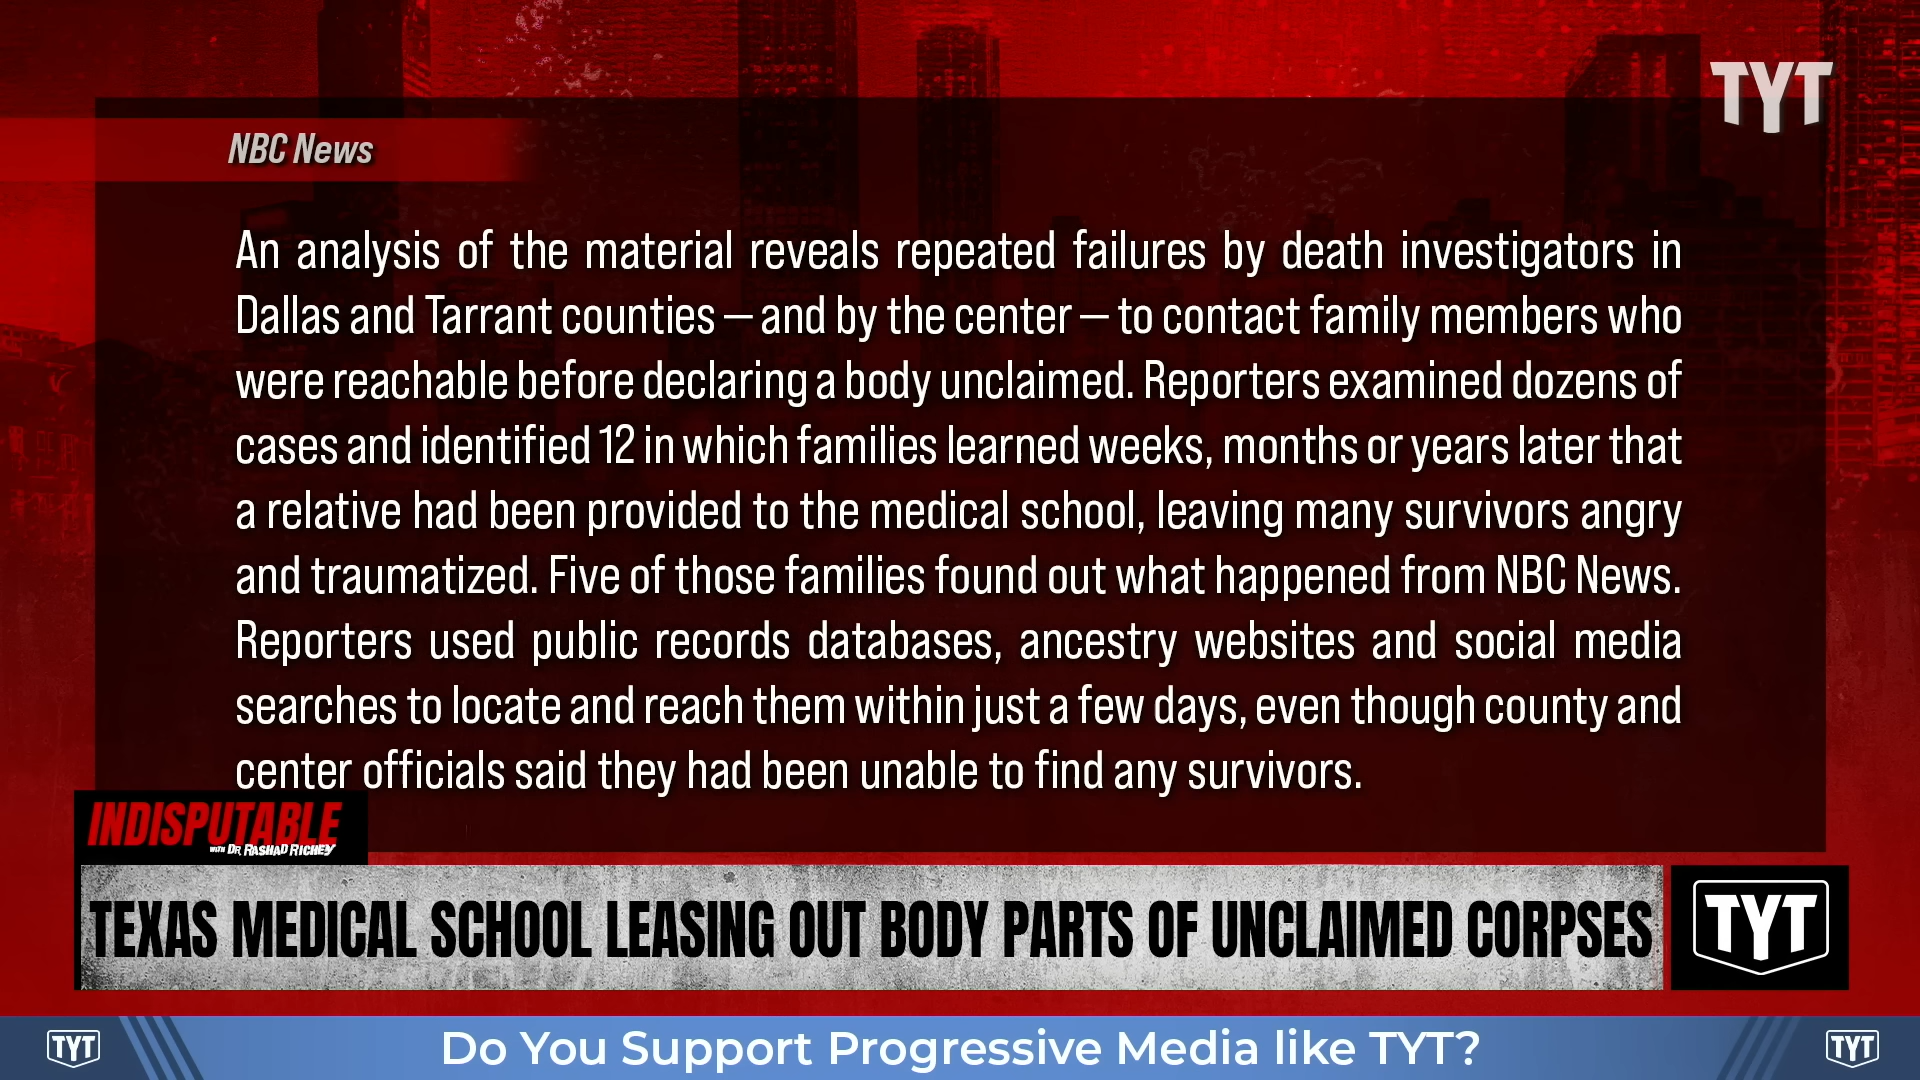 TYT
NBC News
An analysis of the material reveals repeated failures by death investigators in
Dallas and Tarrant counties – and by the center – to contact family members who
were reachable before declaring a body unclaimed. Reporters examined dozens of
cases and identified 12 in which families learned weeks, months or years later that
a relative had been provided to the medical school, leaving many survivors angry
and traumatized. Five of those families found out what happened from NBC News.
Reporters used public records databases, ancestry websites and social media
searches to locate and reach them within just a few days, even though county and
center officials said they had been unable to find any survivors.
INDISPUTABLE
WITH DR RASHAD RICHEY
TEXAS MEDICAL SCHOOL LEASING OUT BODY PARTS OF UNCLAIMED CORPSES
TYT
TYT
Do You Support Progressive Media like TYT?
TYT